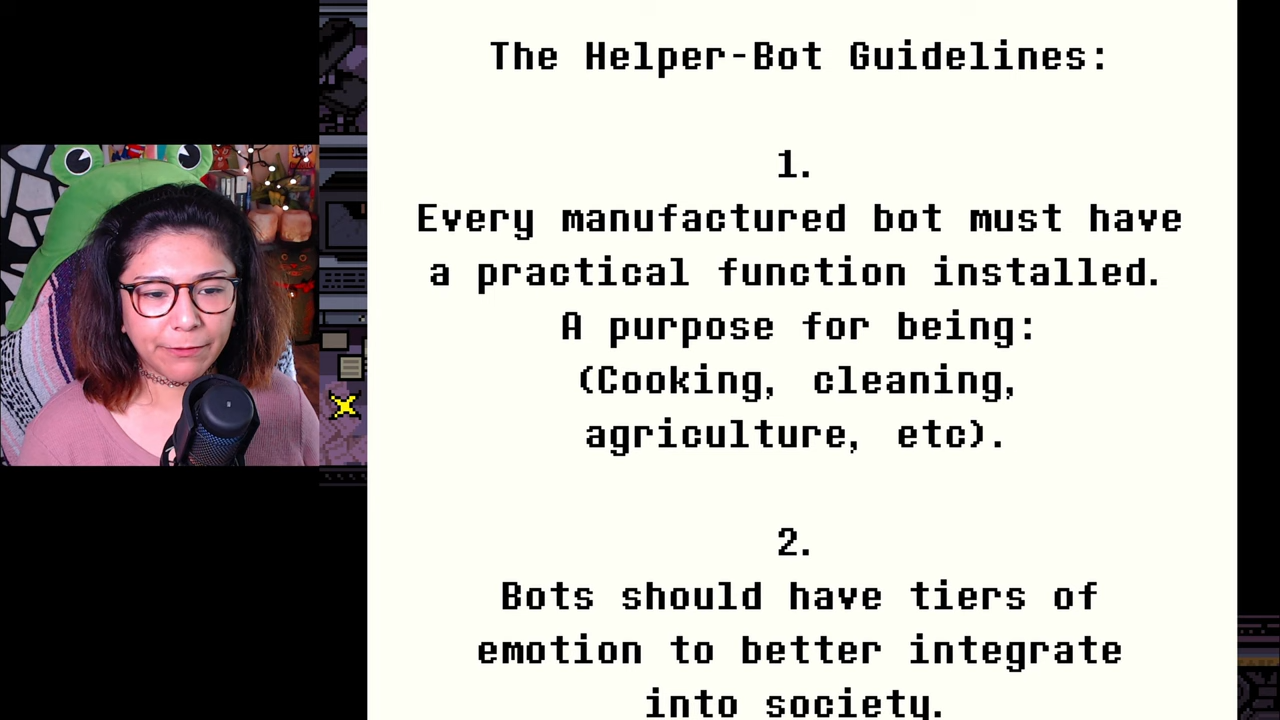 The Helper-Bot Guidelines:
1.
Every manufactured bot must have
a practical function installed.
A purpose for being:
(Cooking, cleaning,
agriculture, etc).
2.
Bots should have tiers of
emotion to better integrate
into society.